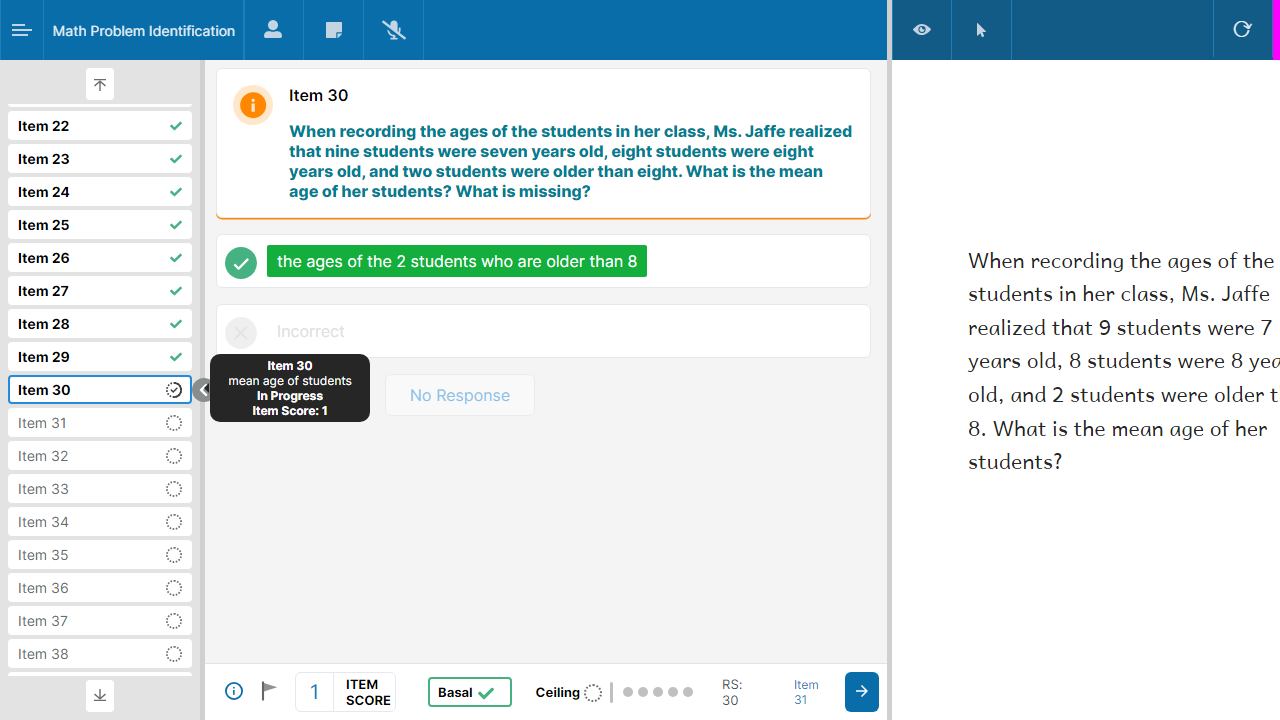 Math Problem Identification
Item 22
Item 23
Item 24
Item 25
Item 26
Item 27
Item 28
Item 29
Item 30
Item 31
Item 32
Item 33
Item 34
Item 35
Item 36
Item 37
Item 38
Item 30
When recording the ages of the students in her class, Ms. Jaffe realized
that nine students were seven years old, eight students were eight
years old, and two students were older than eight. What is the mean
age of her students? What is missing?
the ages of the 2 students who are older than 8
Incorrect
Item 30
mean age of students
In Progress
Item Score: 1
No Response
1
ITEM
SCORE
Basal
Ceiling
RS:
30
Item
31
When recording the ages of the
students in her class, Ms. Jaffe
realized that 9 students were 7
years old, 8 students were 8
old, and 2 students were older
8. What is the mean age of her
students?